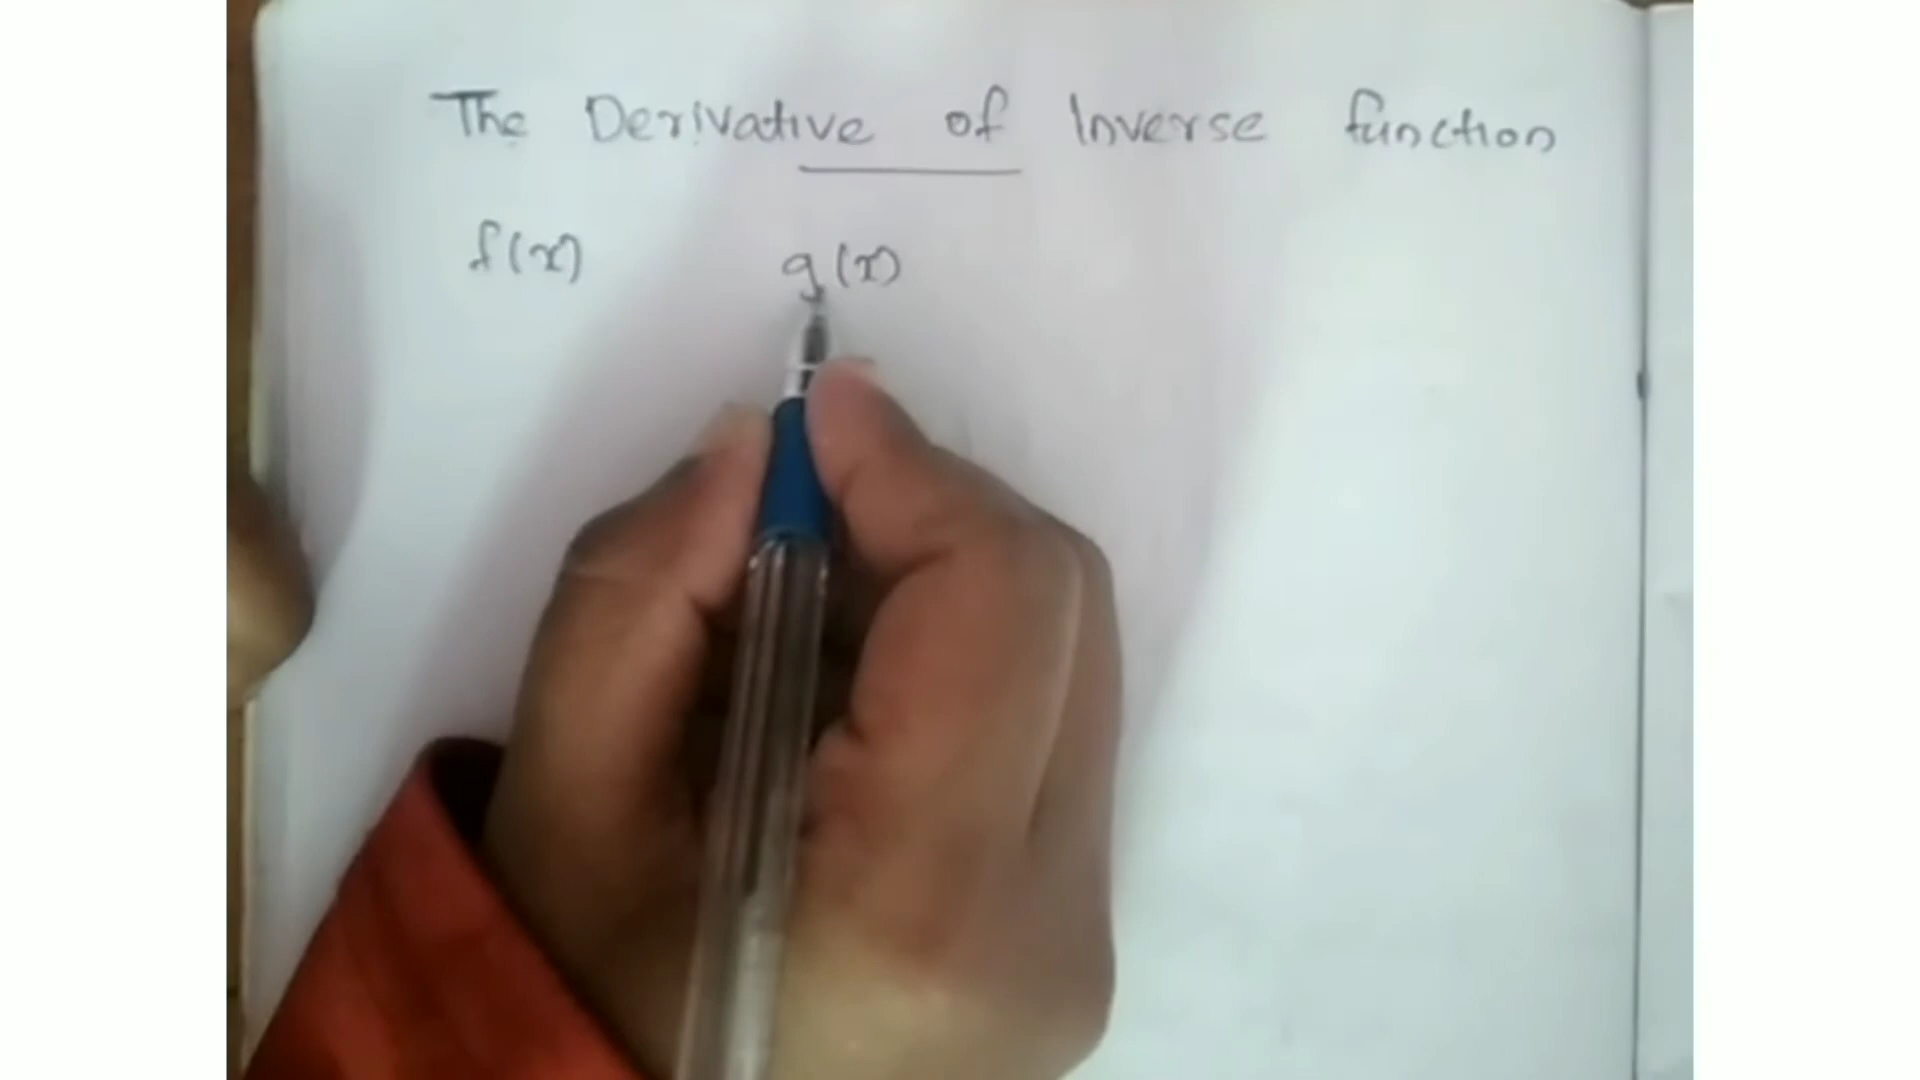 The Derivative of Inverse function
f(x) g(x)